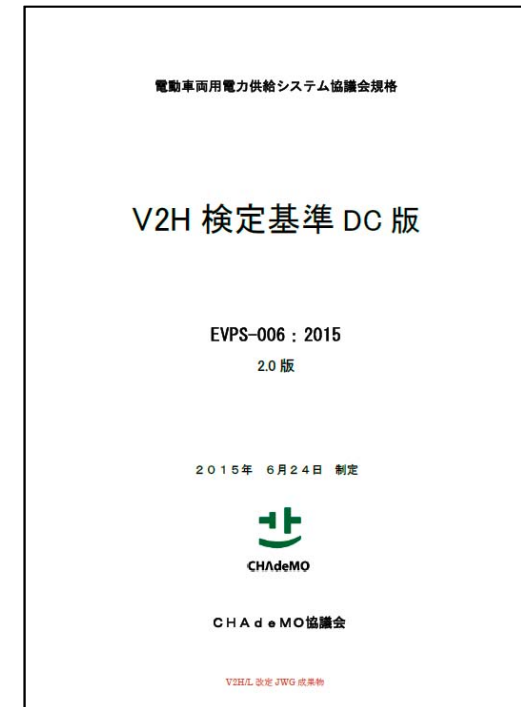 電動車両用電力供給システム協議会規格
V2H 検定基準 DC 版
EVPS-006：2015
2.0 版
２０１５年　６月２４日　制定
CHAdeMO
ＣＨＡｄｅＭＯ協議会
V2H/L 改定 JWG 成果物